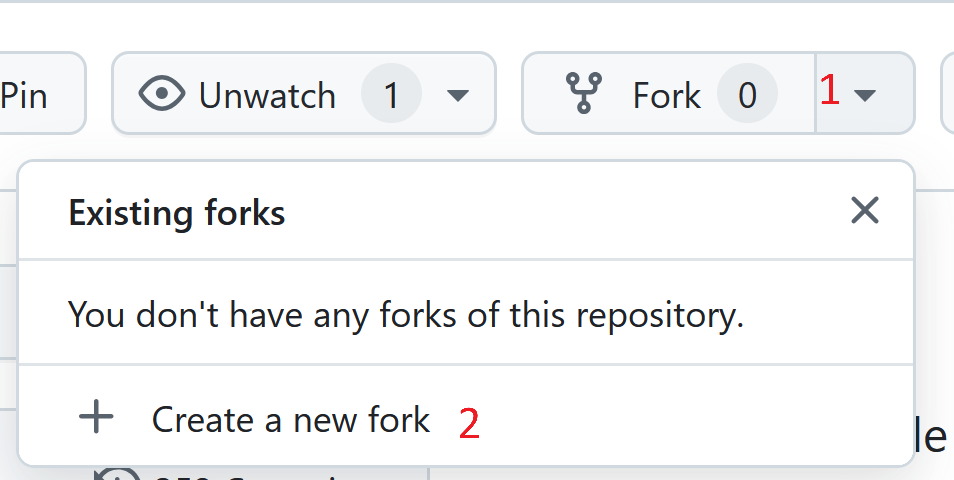 Pin Unwatch 1 Fork 0 1
Existing forks
You don't have any forks of this repository.
Create a new fork 2
le